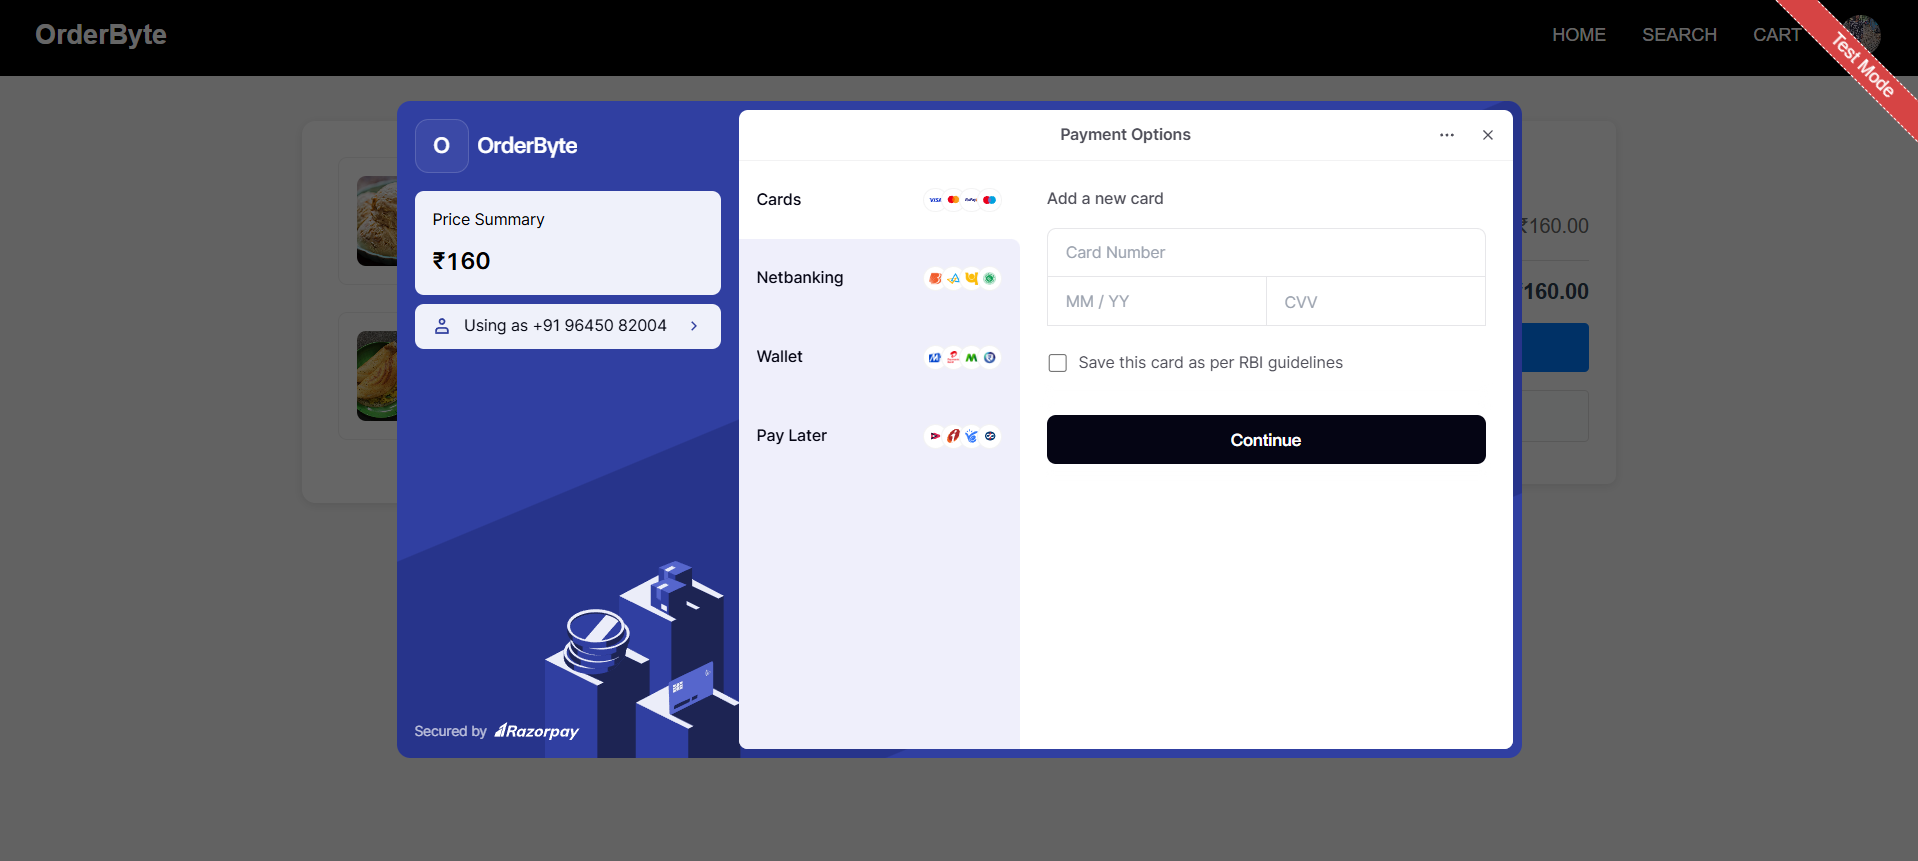 OrderByte
HOME
SEARCH
CART
Test Mode
O
OrderByte
Price Summary
₹160
Using as +91 96450 82004
Secured by Razorpay
Payment Options
Cards
VISA
Netbanking
Wallet
Pay Later
Add a new card
Card Number
MM / YY
CVV
Save this card as per RBI guidelines
Continue
₹160.00
160.00